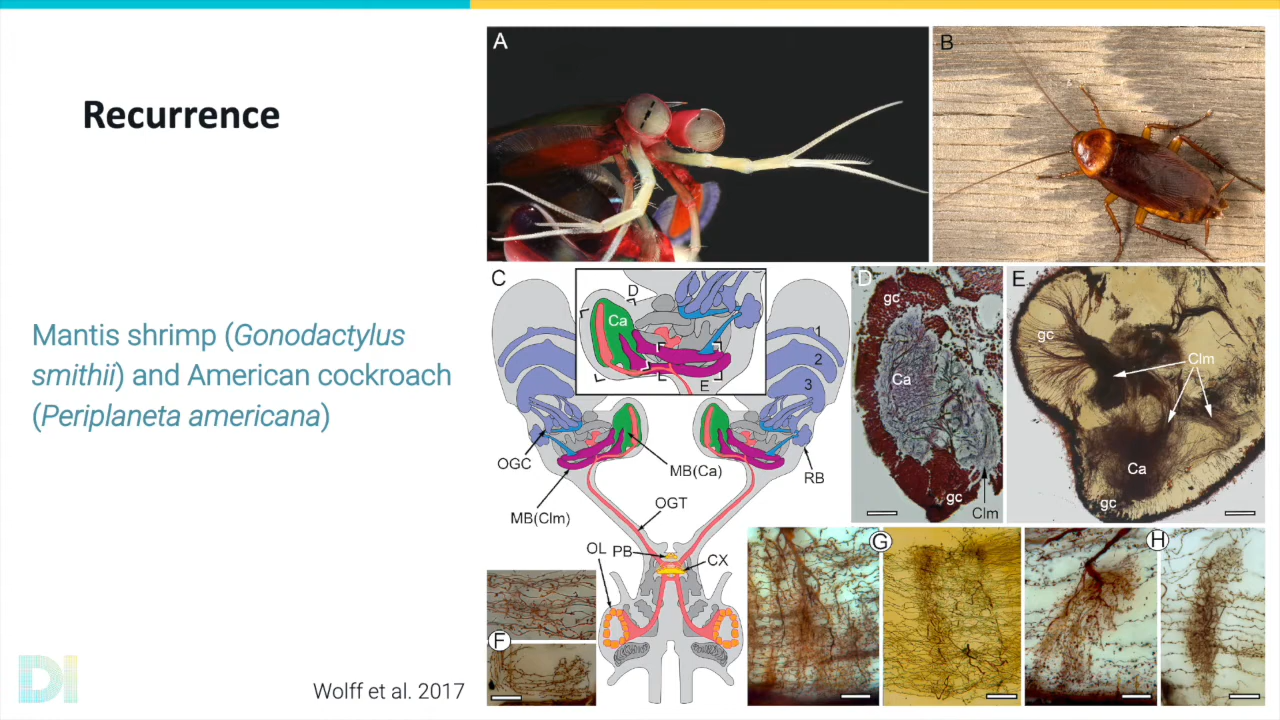 Recurrence
Mantis shrimp (Gonodactylus
smithii) and American cockroach
(Periplaneta americana)
DI
Wolff et al. 2017
A
B
C
D
Ca
E
1
2
3
OGC
MB(Ca)
RB
MB(Clm)
OGT
OL
PB
CX
D
gc
Ca
gc
Clm
E
gc
Clm
Ca
gc
F
G
H